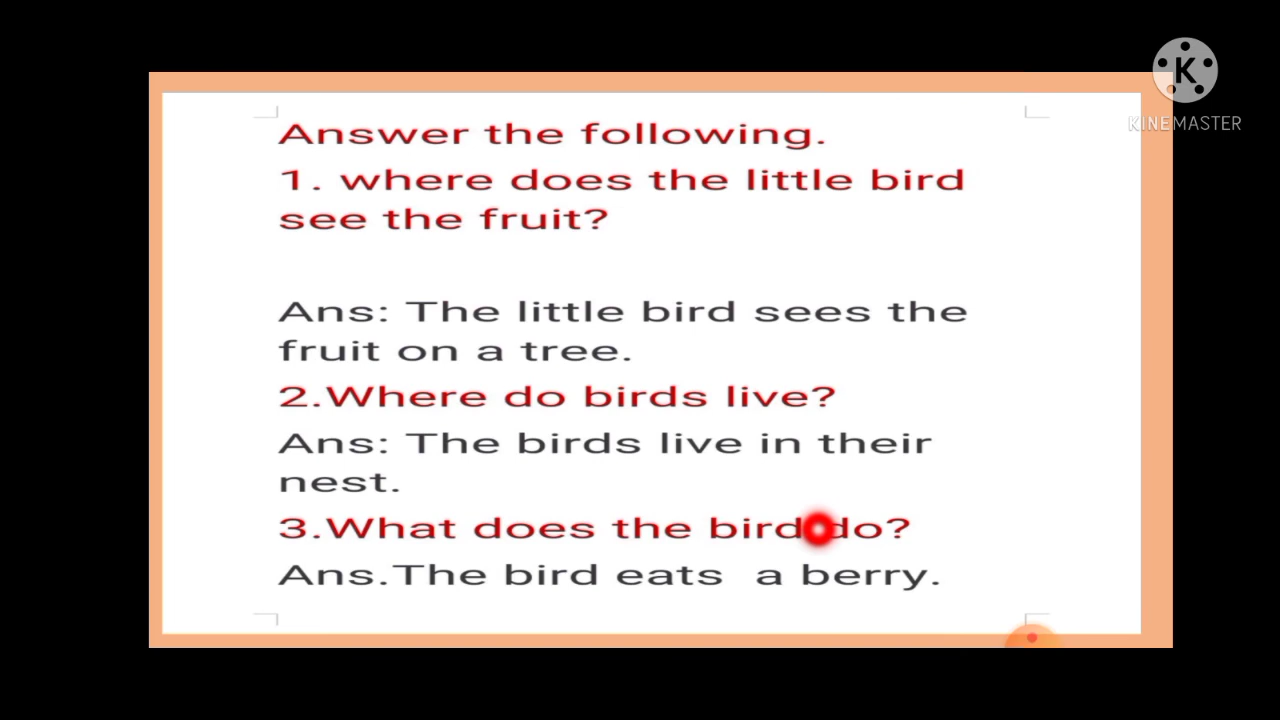 Answer the following.
1. where does the little bird
see the fruit?
Ans: The little bird sees the
fruit on a tree.
2.Where do birds live?
Ans: The birds live in their
nest.
3.What does the bird do?
Ans.The bird eats  a berry.
K
KINEMASTER